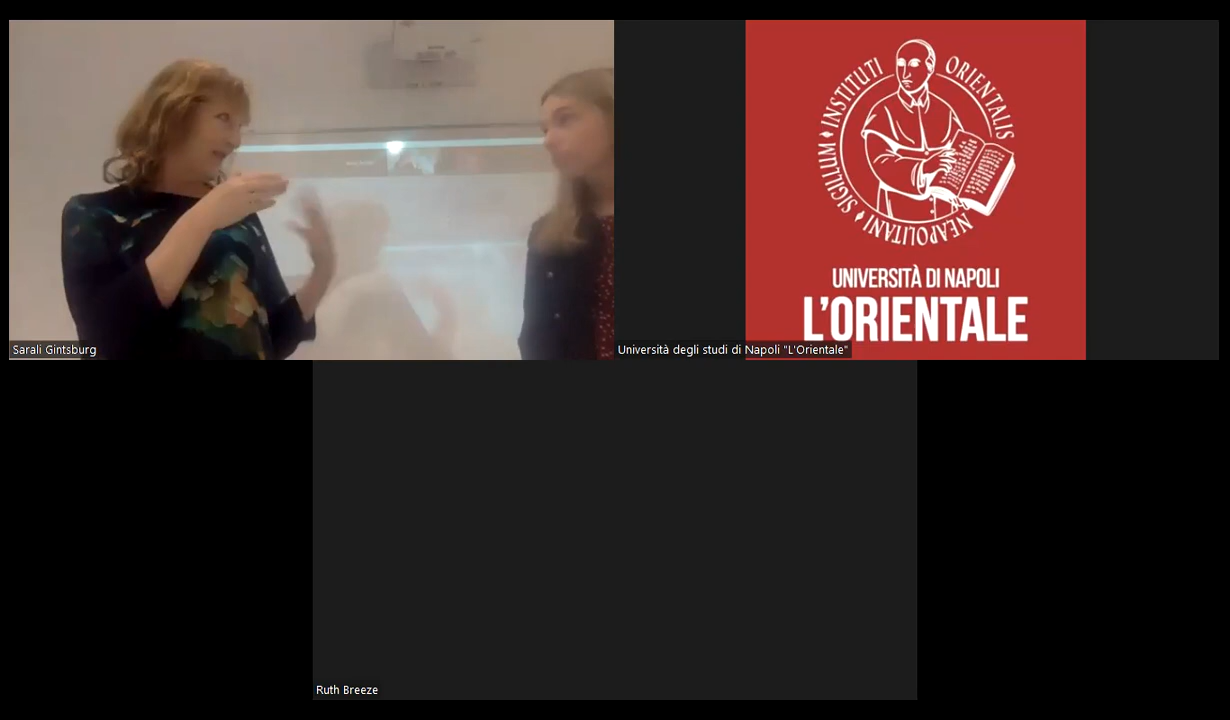 Sarali Gintsburg
SIGILLUM INSTITUTI ORIENTALIS NEAPOLITANI
UNIVERSITÀ DI NAPOLI
L'ORIENTALE
Università degli studi di Napoli "L'Orientale"
Ruth Breeze